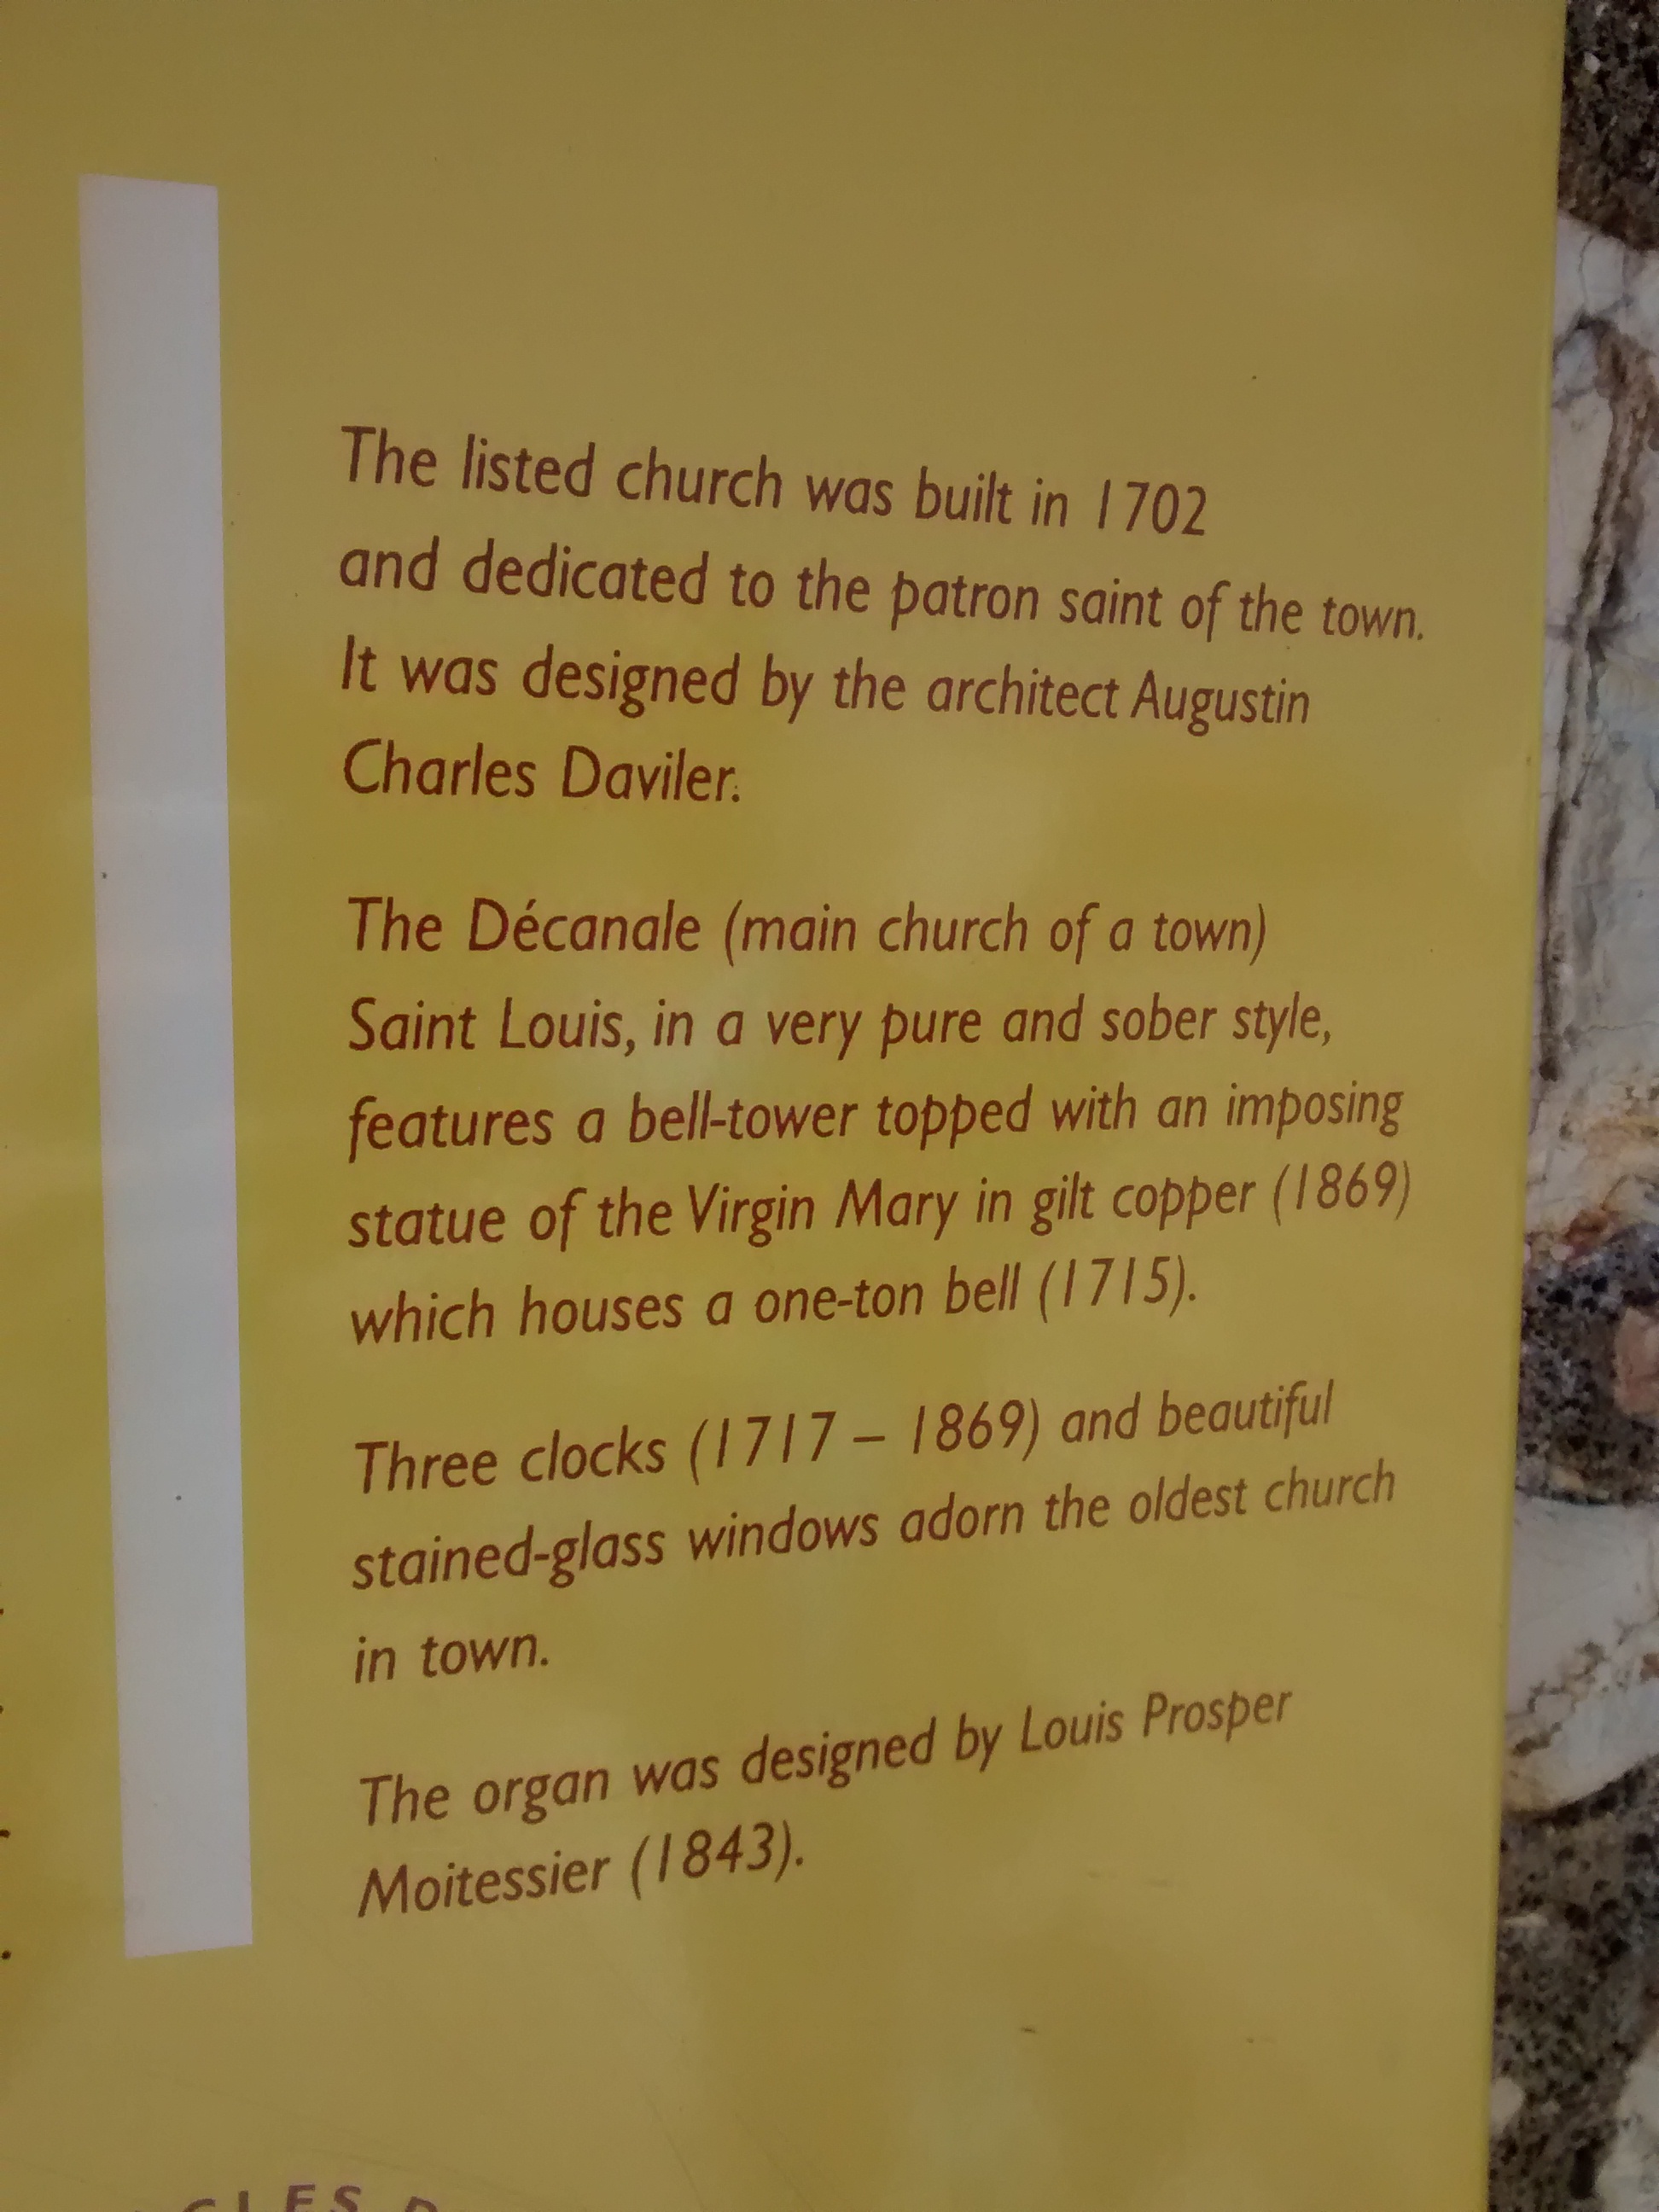 The listed church was built in 1702
and dedicated to the patron saint of the town.
It was designed by the architect Augustin
Charles Daviler.
The Décanale (main church of a town)
Saint Louis, in a very pure and sober style,
features a bell-tower topped with an imposing
statue of the Virgin Mary in gilt copper (1869)
which houses a one-ton bell (1715).
Three clocks (1717 – 1869) and beautiful
stained-glass windows adorn the oldest church
in town.
The organ was designed by Louis Prosper
Moitessier (1843).